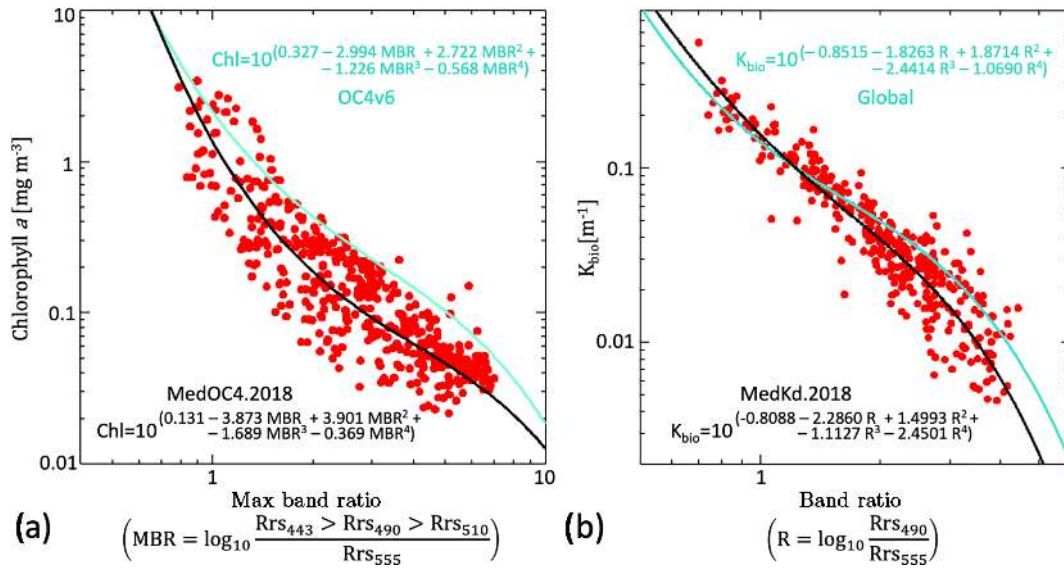 10
1
0.1
0.01
Chlorophyll a [mg m⁻³]
Chl=10^(0.327 – 2.994 MBR + 2.722 MBR² +
– 1.226 MBR³ – 0.568 MBR⁴)
OC4v6
MedOC4.2018
Chl=10^(0.131 – 3.873 MBR + 3.901 MBR² +
– 1.689 MBR³ – 0.369 MBR⁴)
1
10
Max band ratio
(a)
(MBR = log₁₀ Rrs₄₄₃ > Rrs₄₉₀ > Rrs₅₁₀
Rrs₅₅₅)
0.1
0.01
K_bio[m⁻¹]
K_bio=10^(– 0.8515 – 1.8263 R + 1.8714 R² +
– 2.4414 R³ – 1.0690 R⁴)
Global
MedKd.2018
K_bio=10^(-0.8088 – 2.2860 R + 1.4993 R² +
– 1.1127 R³ – 2.4501 R⁴)
1
Band ratio
(b)
(R = log₁₀ Rrs₄₉₀
Rrs₅₅₅)